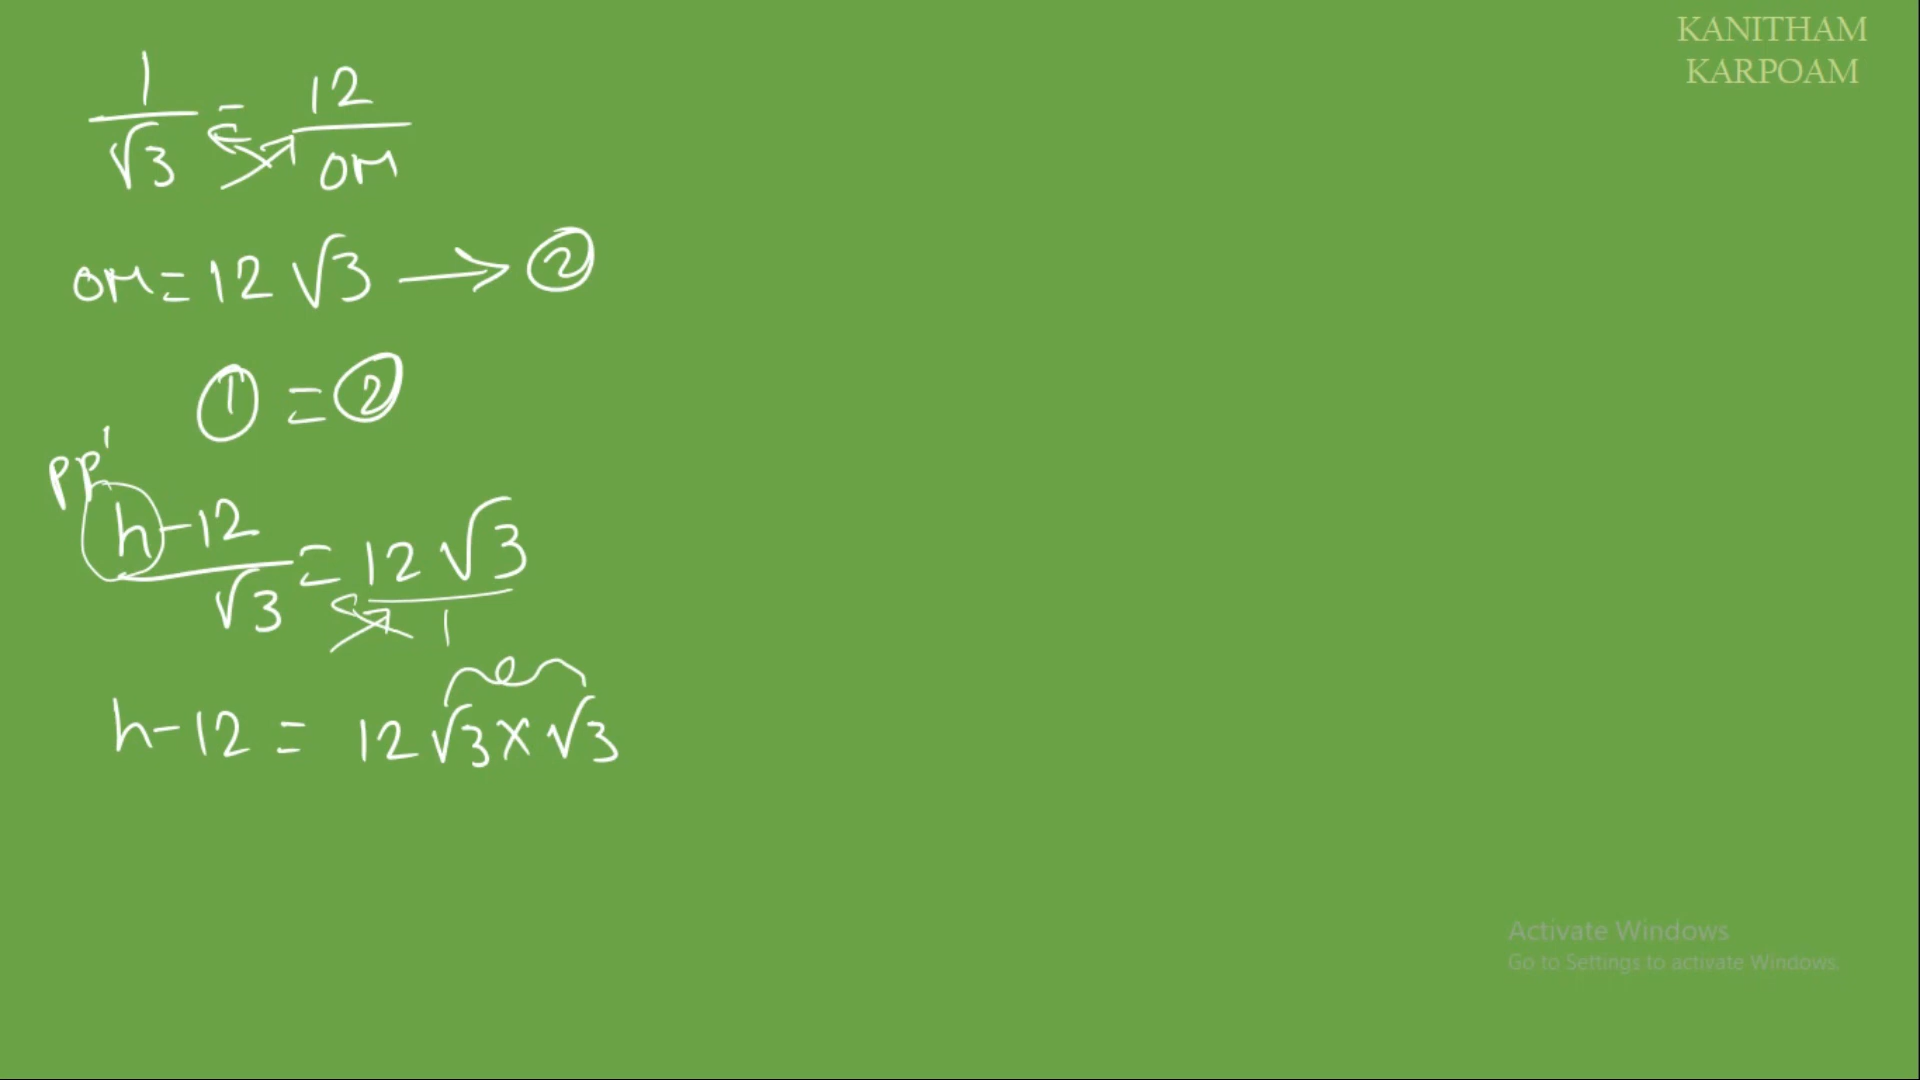 KANITHAM
KARPOAM
1/√3 = 12/OM
OM = 12√3 → ②
① = ②
PP'
h-12/√3 = 12√3/1
h-12 = 12√3×√3
Activate Windows
Go to Settings to activate Windows.